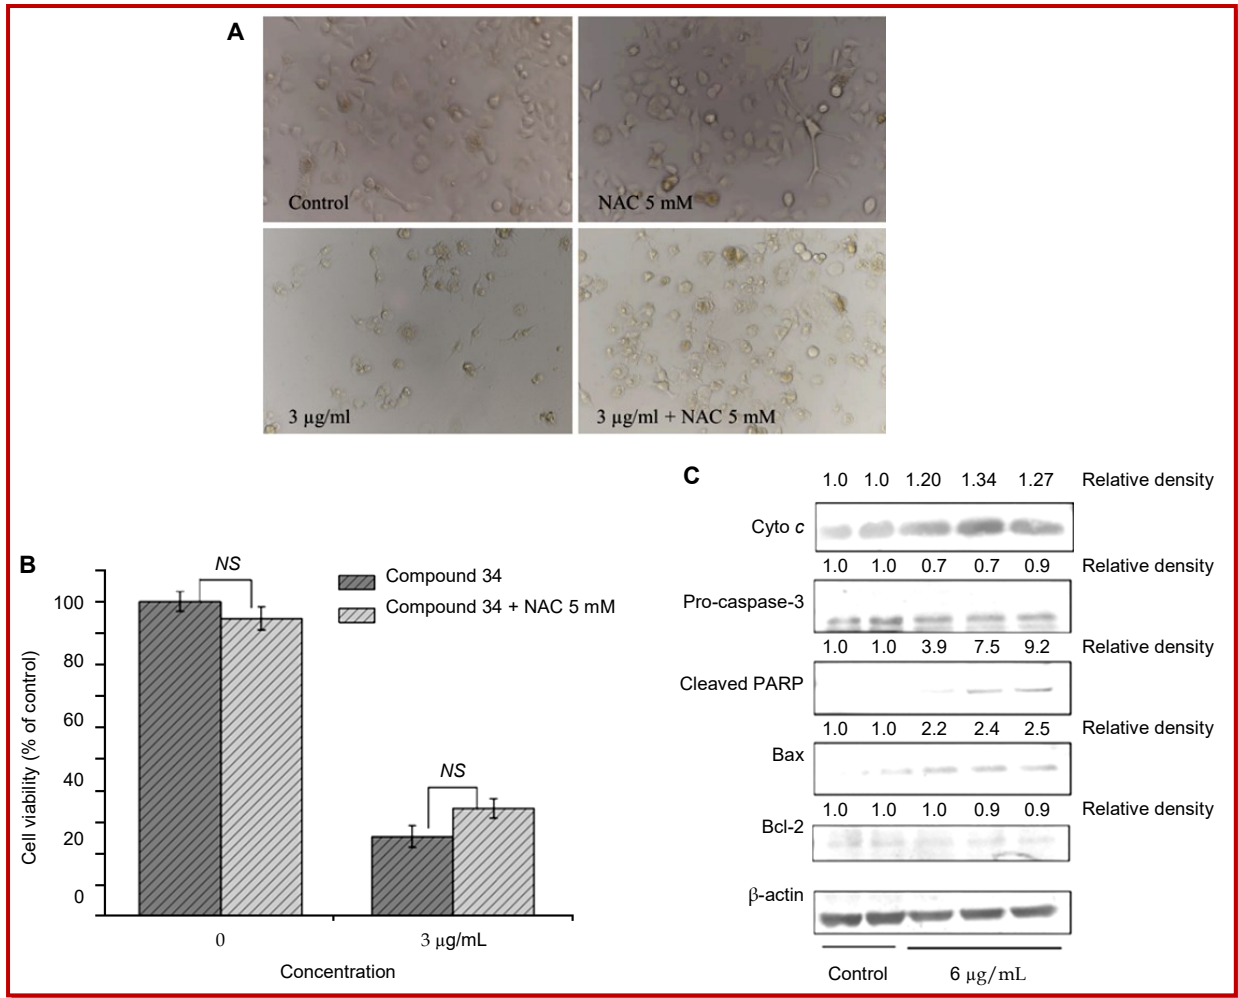 A
Control
NAC 5 mM
3 µg/ml
3 µg/ml + NAC 5 mM
B
NS
NS
Compound 34
Compound 34 + NAC 5 mM
Cell viability (% of control)
100
80
60
40
20
0
0
3 µg/mL
Concentration
C
1.0 1.0 1.20 1.34 1.27 Relative density
Cyto c
1.0 1.0 0.7 0.7 0.9 Relative density
Pro-caspase-3
1.0 1.0 3.9 7.5 9.2 Relative density
Cleaved PARP
1.0 1.0 2.2 2.4 2.5 Relative density
Bax
1.0 1.0 1.0 0.9 0.9 Relative density
Bcl-2
β-actin
Control
6 µg/mL